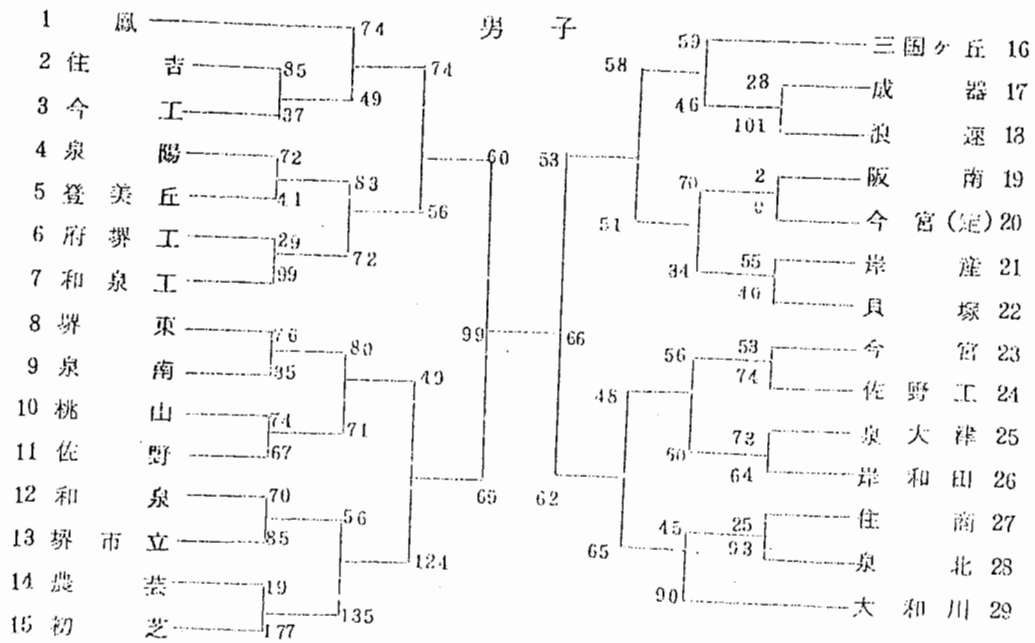 男子
1 鳳
2 住吉
3 今工
4 泉陽
5 登美丘
6 府堺工
7 和泉工
8 堺東
9 泉南
10 桃山
11 佐野
12 和泉
13 堺市立
14 農芸
15 初芝
74
85
37
49
74
72
41
83
29
99
72
56
60
76
35
80
74
67
71
49
70
85
56
19
177
135
124
65
99
66
53
62
58
51
59
46
28
101
70
2
0
34
55
40
48
65
56
53
74
60
73
64
45
25
93
90
三国ケ丘 16
成器 17
浪速 18
阪南 19
今宮(定) 20
岸産 21
貝塚 22
今宮 23
佐野工 24
泉大津 25
岸和田 26
住商 27
泉北 28
大和川 29